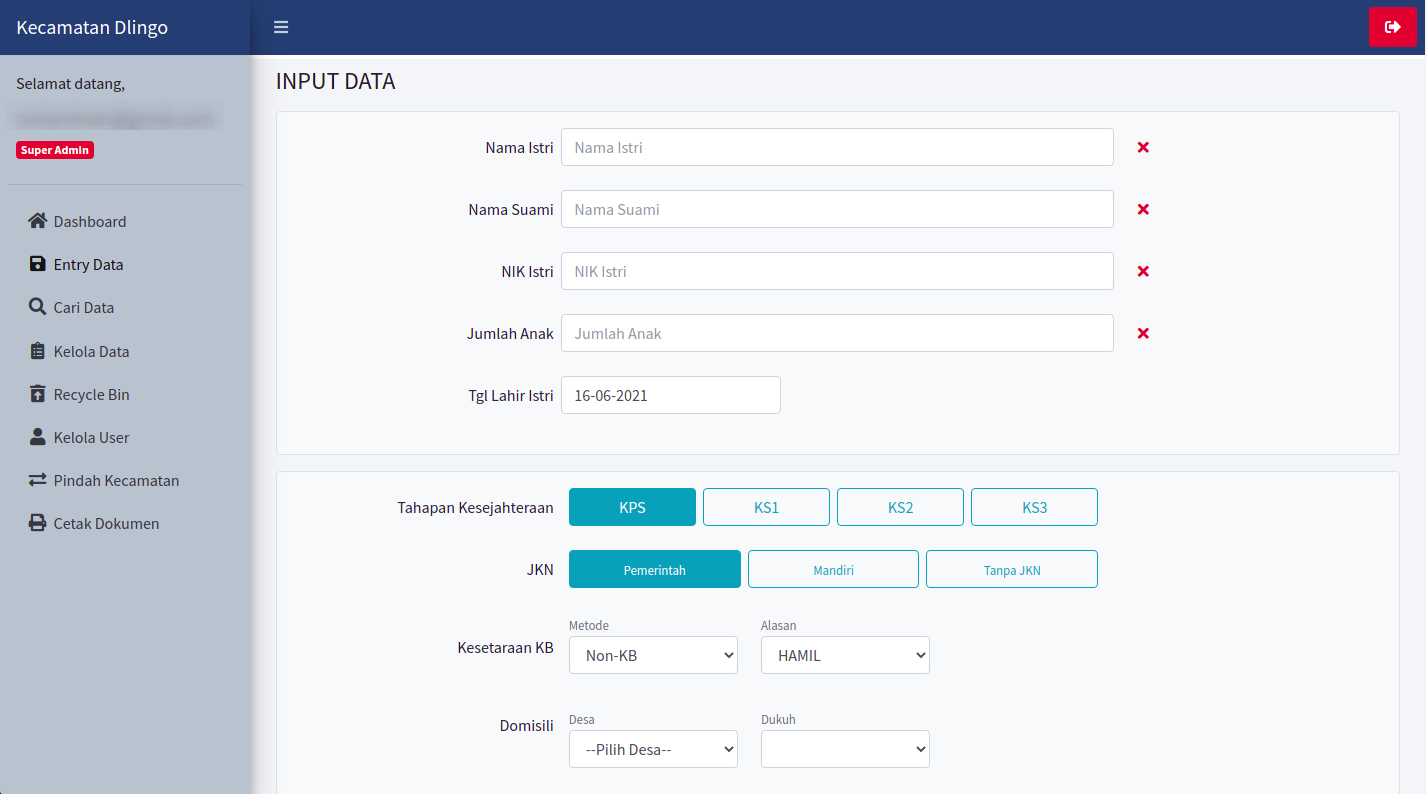 Kecamatan Dlingo
Selamat datang,
Super Admin
Dashboard
Entry Data
Cari Data
Kelola Data
Recycle Bin
Kelola User
Pindah Kecamatan
Cetak Dokumen
INPUT DATA
Nama Istri Nama Istri
Nama Suami Nama Suami
NIK Istri NIK Istri
Jumlah Anak Jumlah Anak
Tgl Lahir Istri 16-06-2021
Tahapan Kesejahteraan KPS KS1 KS2 KS3
JKN Pemerintah Mandiri Tanpa JKN
Metode Alasan
Kesetaraan KB Non-KB HAMIL
Desa Dukuh
Domisili --Pilih Desa--